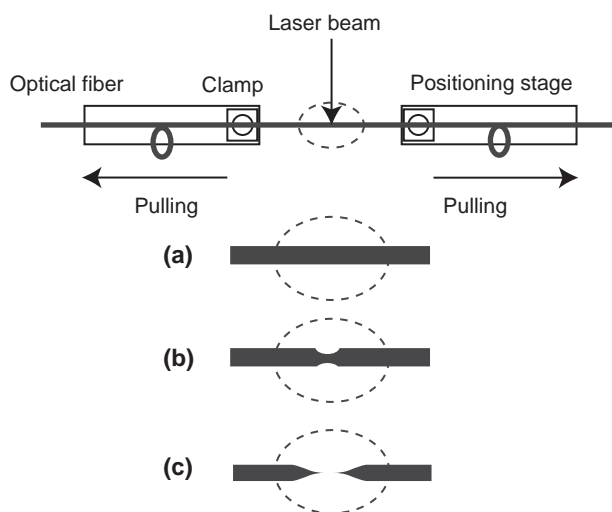 Laser beam
Optical fiber
Clamp
Positioning stage
Pulling
Pulling
(a)
(b)
(c)